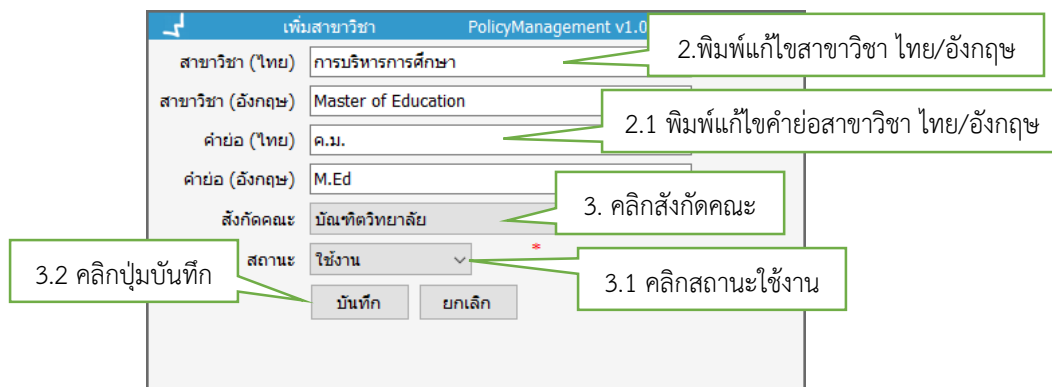 เพิ่มสาขาวิชา PolicyManagement v1.0
2.พิมพ์แก้ไขสาขาวิชา ไทย/อังกฤษ
สาขาวิชา (ไทย) การบริหารการศึกษา
สาขาวิชา (อังกฤษ) Master of Education
2.1 พิมพ์แก้ไขคำย่อสาขาวิชา ไทย/อังกฤษ
คำย่อ (ไทย) ค.ม.
คำย่อ (อังกฤษ) M.Ed
3. คลิกสังกัดคณะ
สังกัดคณะ บัณฑิตวิทยาลัย
สถานะ ใช้งาน *
3.2 คลิกปุ่มบันทึก
3.1 คลิกสถานะใช้งาน
บันทึก ยกเลิก